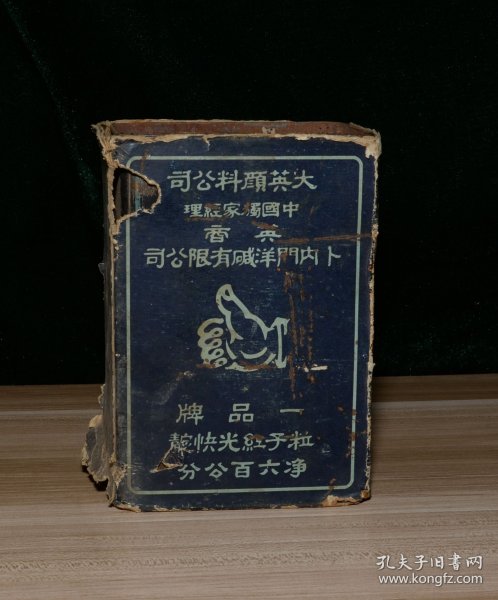 大英顏料公司
中國獨家經理
英商
卜內門洋碱有限公司
一品牌
粒子紅光快靛
净六百公分
孔夫子旧书网
www.kongfz.com